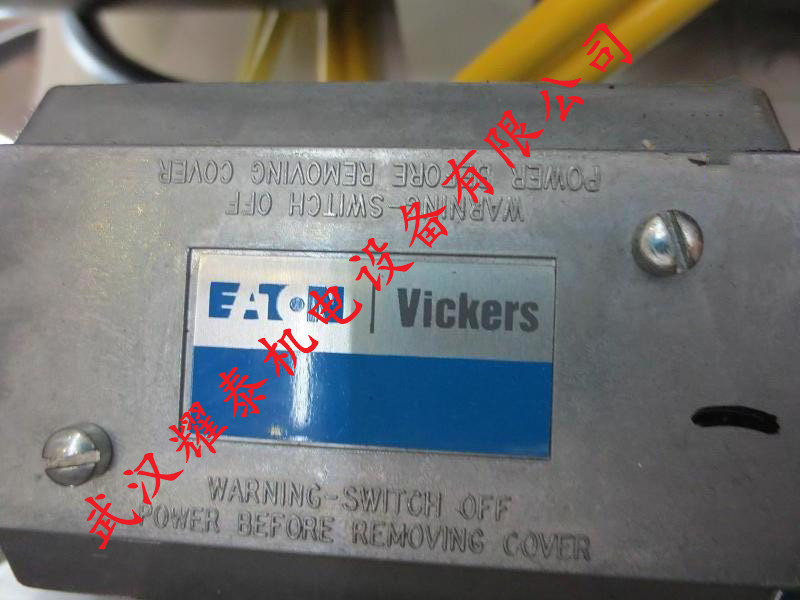 POWER BEFORE REMOVING COVER
WARNING-SWITCH OFF
EATON | Vickers
WARNING-SWITCH OFF
POWER BEFORE REMOVING COVER
武汉耀泰机电设备有限公司